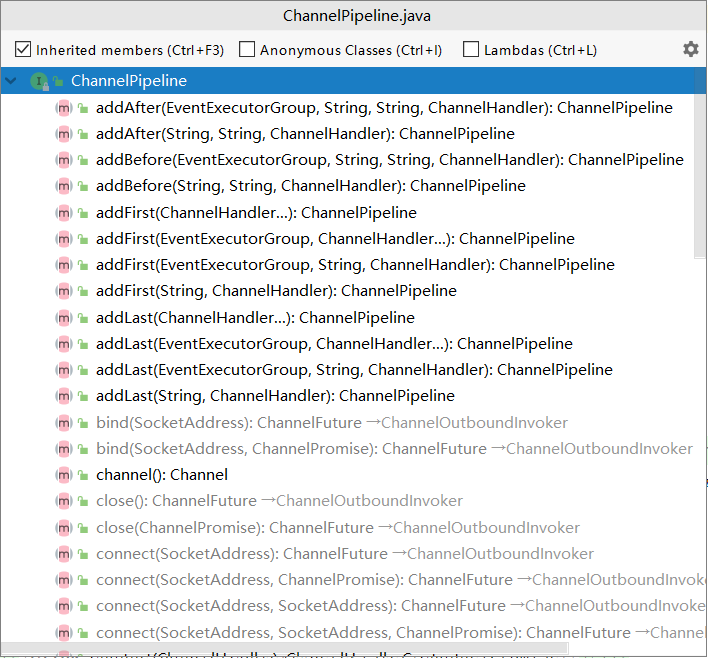 ChannelPipeline.java
Inherited members (Ctrl+F3) Anonymous Classes (Ctrl+I) Lambdas (Ctrl+L)
I ChannelPipeline
m addAfter(EventExecutorGroup, String, String, ChannelHandler): ChannelPipeline
m addAfter(String, String, ChannelHandler): ChannelPipeline
m addBefore(EventExecutorGroup, String, String, ChannelHandler): ChannelPipeline
m addBefore(String, String, ChannelHandler): ChannelPipeline
m addFirst(ChannelHandler...): ChannelPipeline
m addFirst(EventExecutorGroup, ChannelHandler...): ChannelPipeline
m addFirst(EventExecutorGroup, String, ChannelHandler): ChannelPipeline
m addFirst(String, ChannelHandler): ChannelPipeline
m addLast(ChannelHandler...): ChannelPipeline
m addLast(EventExecutorGroup, ChannelHandler...): ChannelPipeline
m addLast(EventExecutorGroup, String, ChannelHandler): ChannelPipeline
m addLast(String, ChannelHandler): ChannelPipeline
m bind(SocketAddress): ChannelFuture →ChannelOutboundInvoker
m bind(SocketAddress, ChannelPromise): ChannelFuture →ChannelOutboundInvoker
m channel(): Channel
m close(): ChannelFuture →ChannelOutboundInvoker
m close(ChannelPromise): ChannelFuture →ChannelOutboundInvoker
m connect(SocketAddress): ChannelFuture →ChannelOutboundInvoker
m connect(SocketAddress, ChannelPromise): ChannelFuture →ChannelOutboundInvok
m connect(SocketAddress, SocketAddress): ChannelFuture →ChannelOutboundInvoke
m connect(SocketAddress, SocketAddress, ChannelPromise): ChannelFuture →Channel